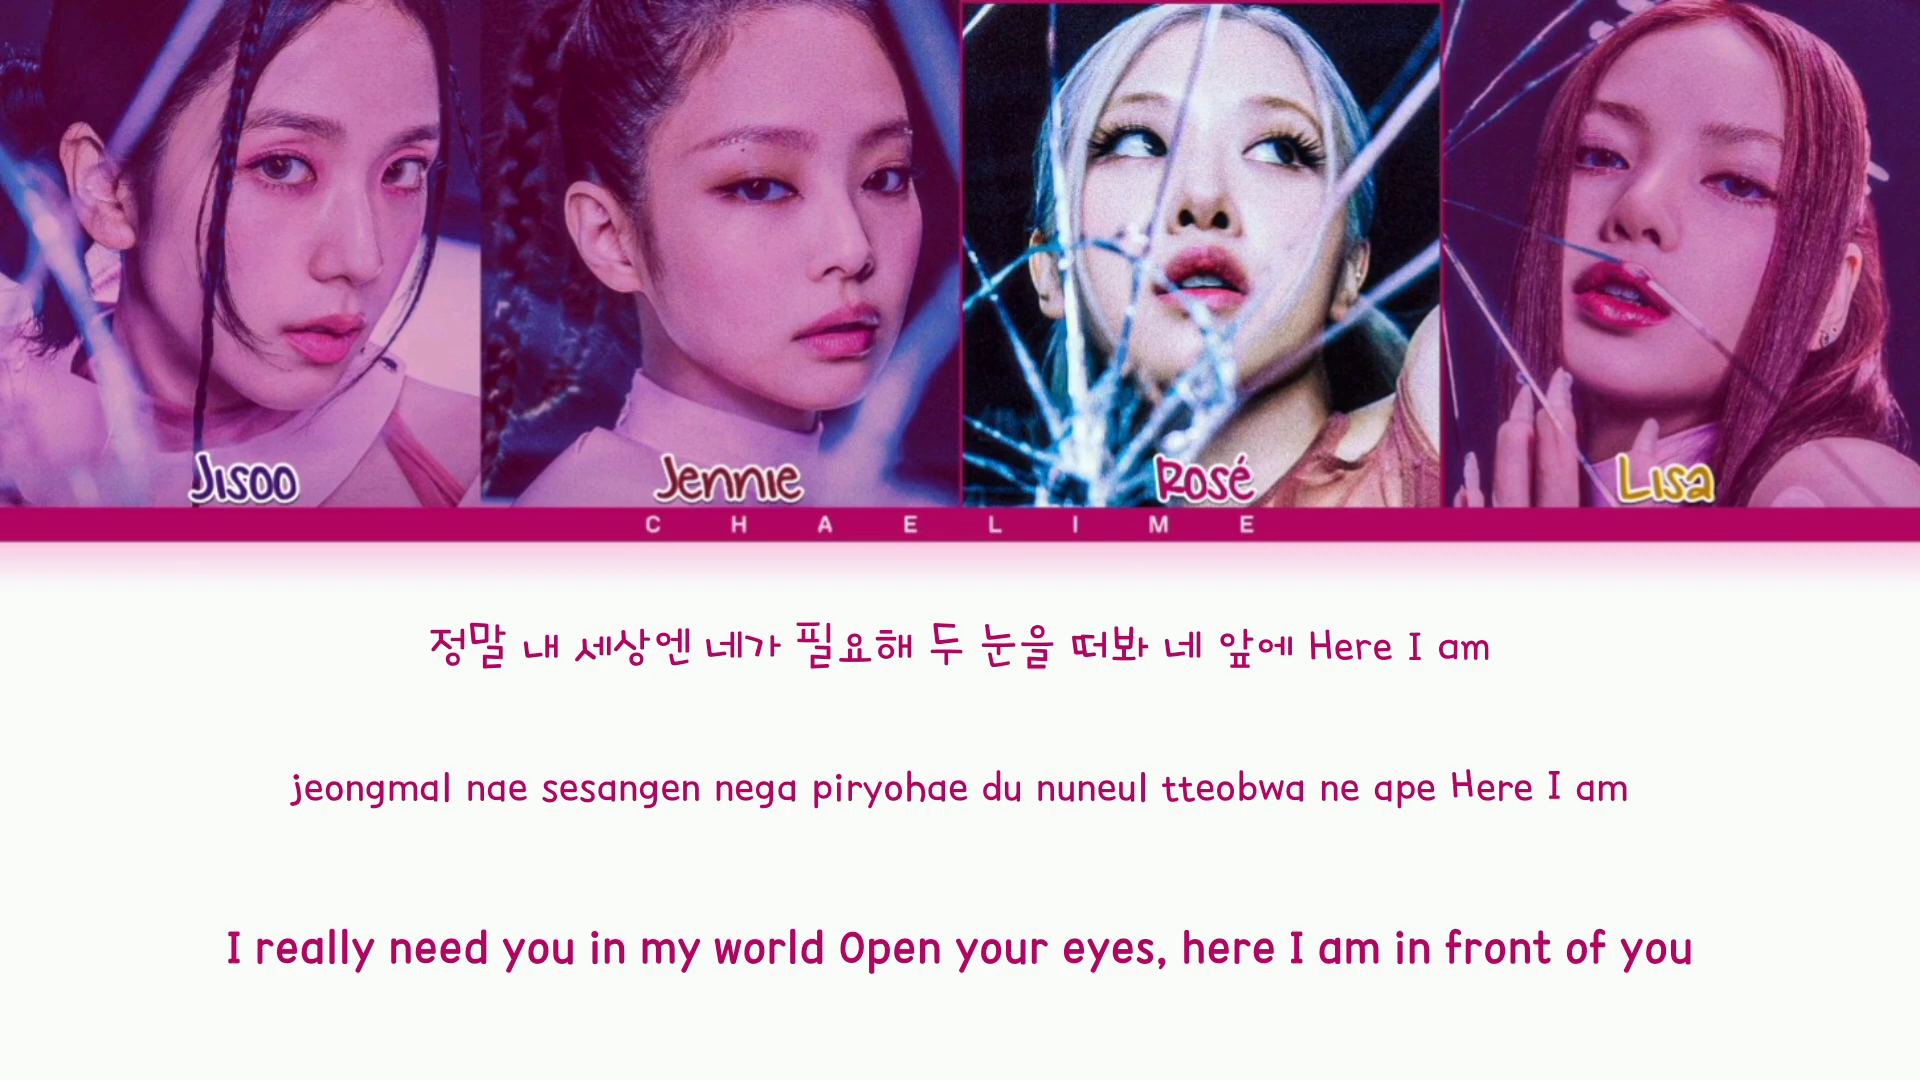 Jisoo Jennie Rosé Lisa
CHAELIME
정말 내 세상엔 네가 필요해 두 눈을 떠봐 네 앞에 Here I am
jeongmal nae sesangen nega piryohae du nuneul tteobwa ne ape Here I am
I really need you in my world Open your eyes, here I am in front of you